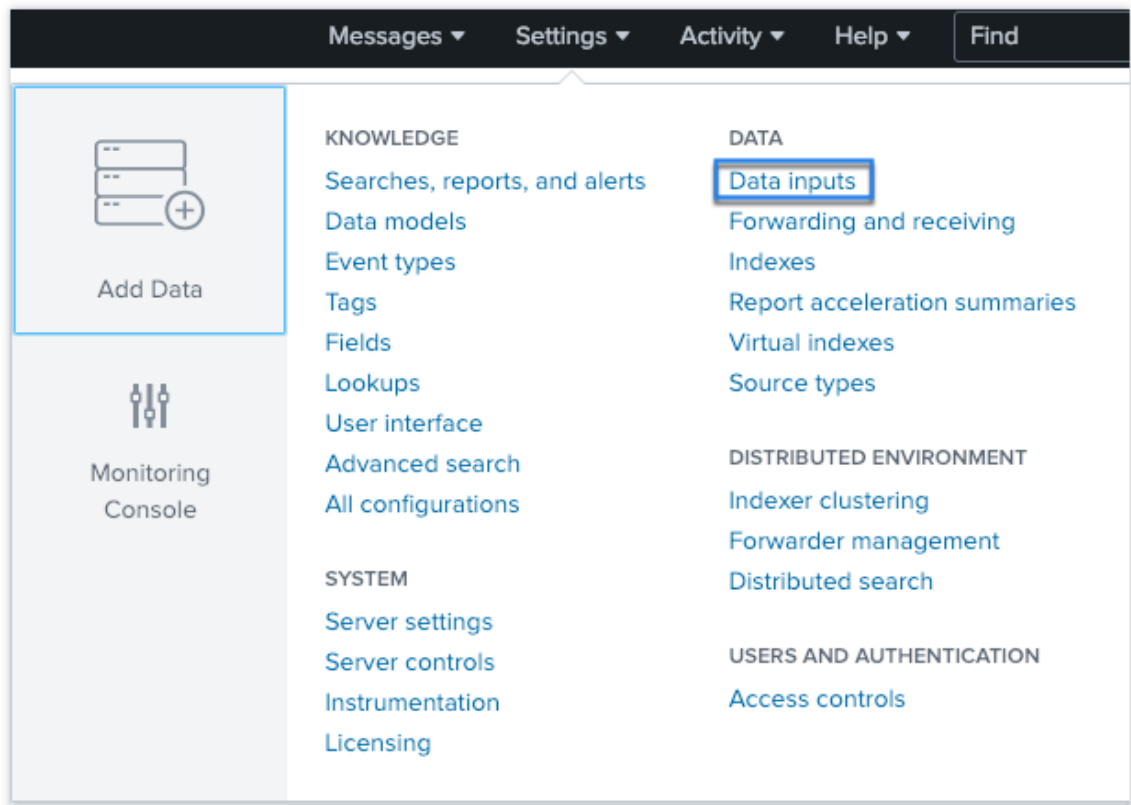 Messages ▾ Settings ▾ Activity ▾ Help ▾ Find
Add Data
Monitoring
Console
KNOWLEDGE
Searches, reports, and alerts
Data models
Event types
Tags
Fields
Lookups
User interface
Advanced search
All configurations
SYSTEM
Server settings
Server controls
Instrumentation
Licensing
DATA
Data inputs
Forwarding and receiving
Indexes
Report acceleration summaries
Virtual indexes
Source types
DISTRIBUTED ENVIRONMENT
Indexer clustering
Forwarder management
Distributed search
USERS AND AUTHENTICATION
Access controls